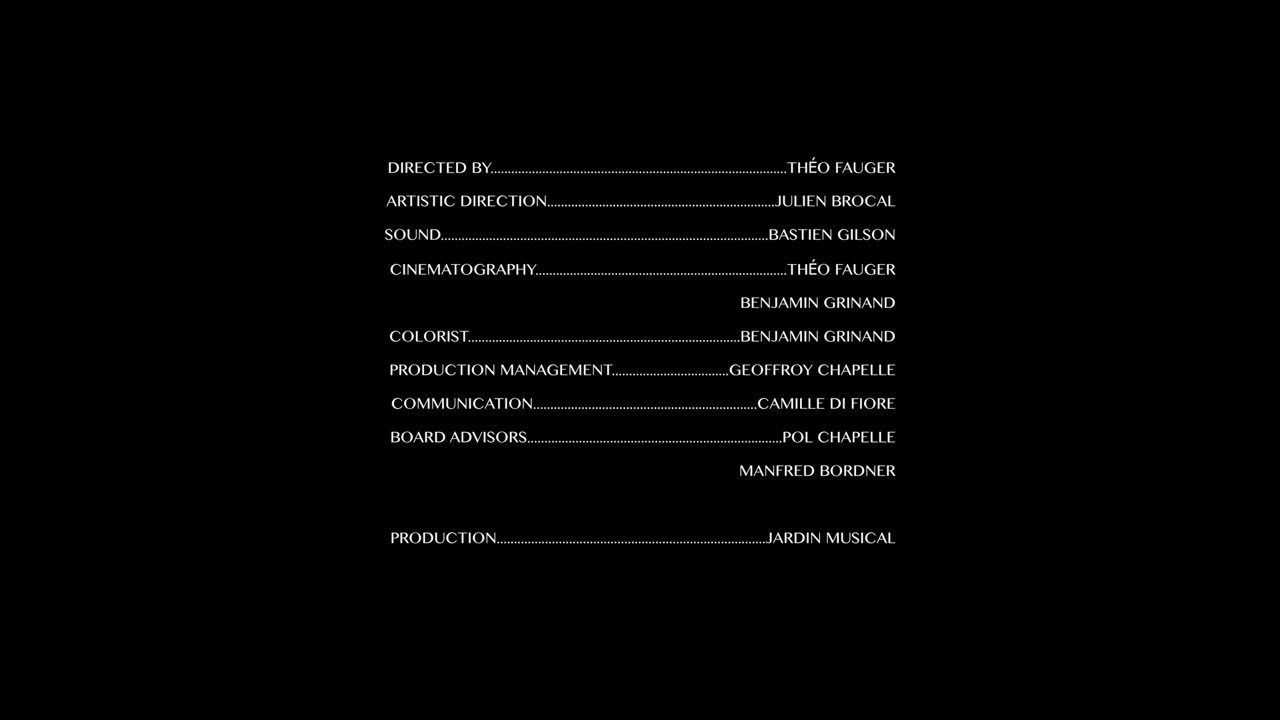 DIRECTED BY........................................................................................THÉO FAUGER
ARTISTIC DIRECTION....................................................................JULIEN BROCAL
SOUND.................................................................................................BASTIEN GILSON
CINEMATOGRAPHY...........................................................................THÉO FAUGER
BENJAMIN GRINAND
COLORIST.................................................................................BENJAMIN GRINAND
PRODUCTION MANAGEMENT...................................GEOFFROY CHAPELLE
COMMUNICATION...................................................................CAMILLE DI FIORE
BOARD ADVISORS............................................................................POL CHAPELLE
MANFRED BORDNER
PRODUCTION................................................................................JARDIN MUSICAL